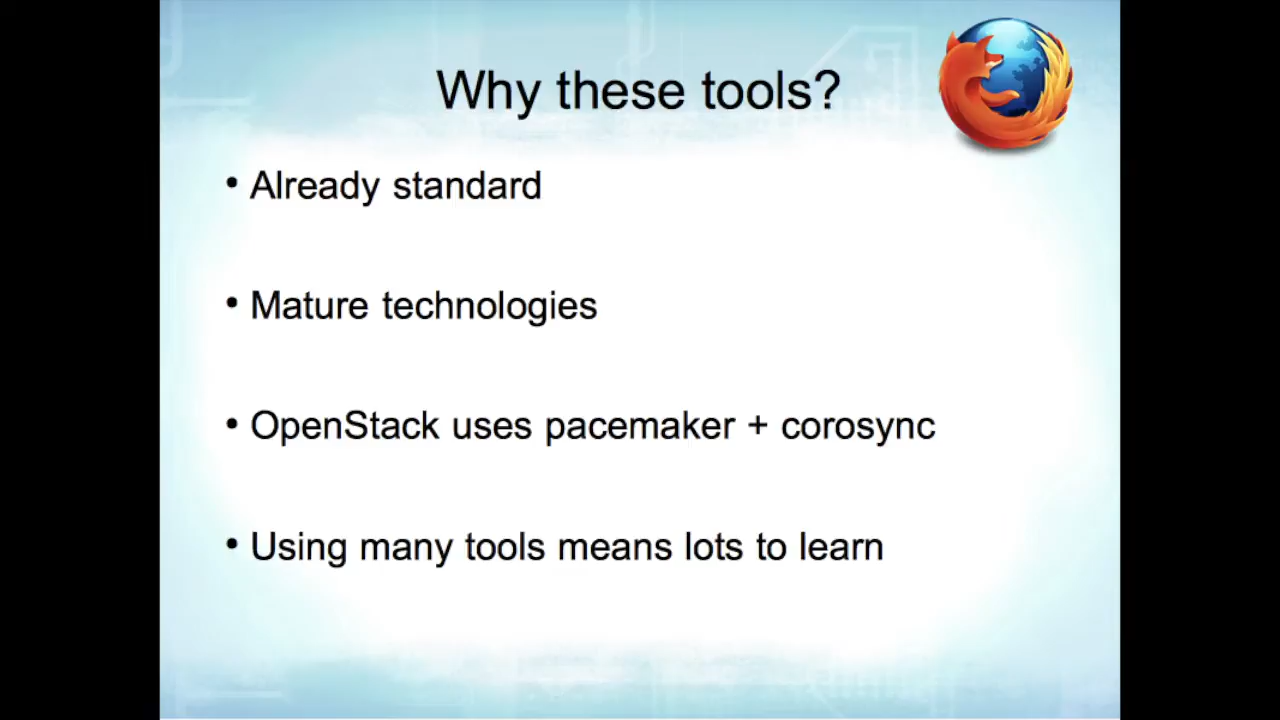 Why these tools?
• Already standard
• Mature technologies
• OpenStack uses pacemaker + corosync
• Using many tools means lots to learn